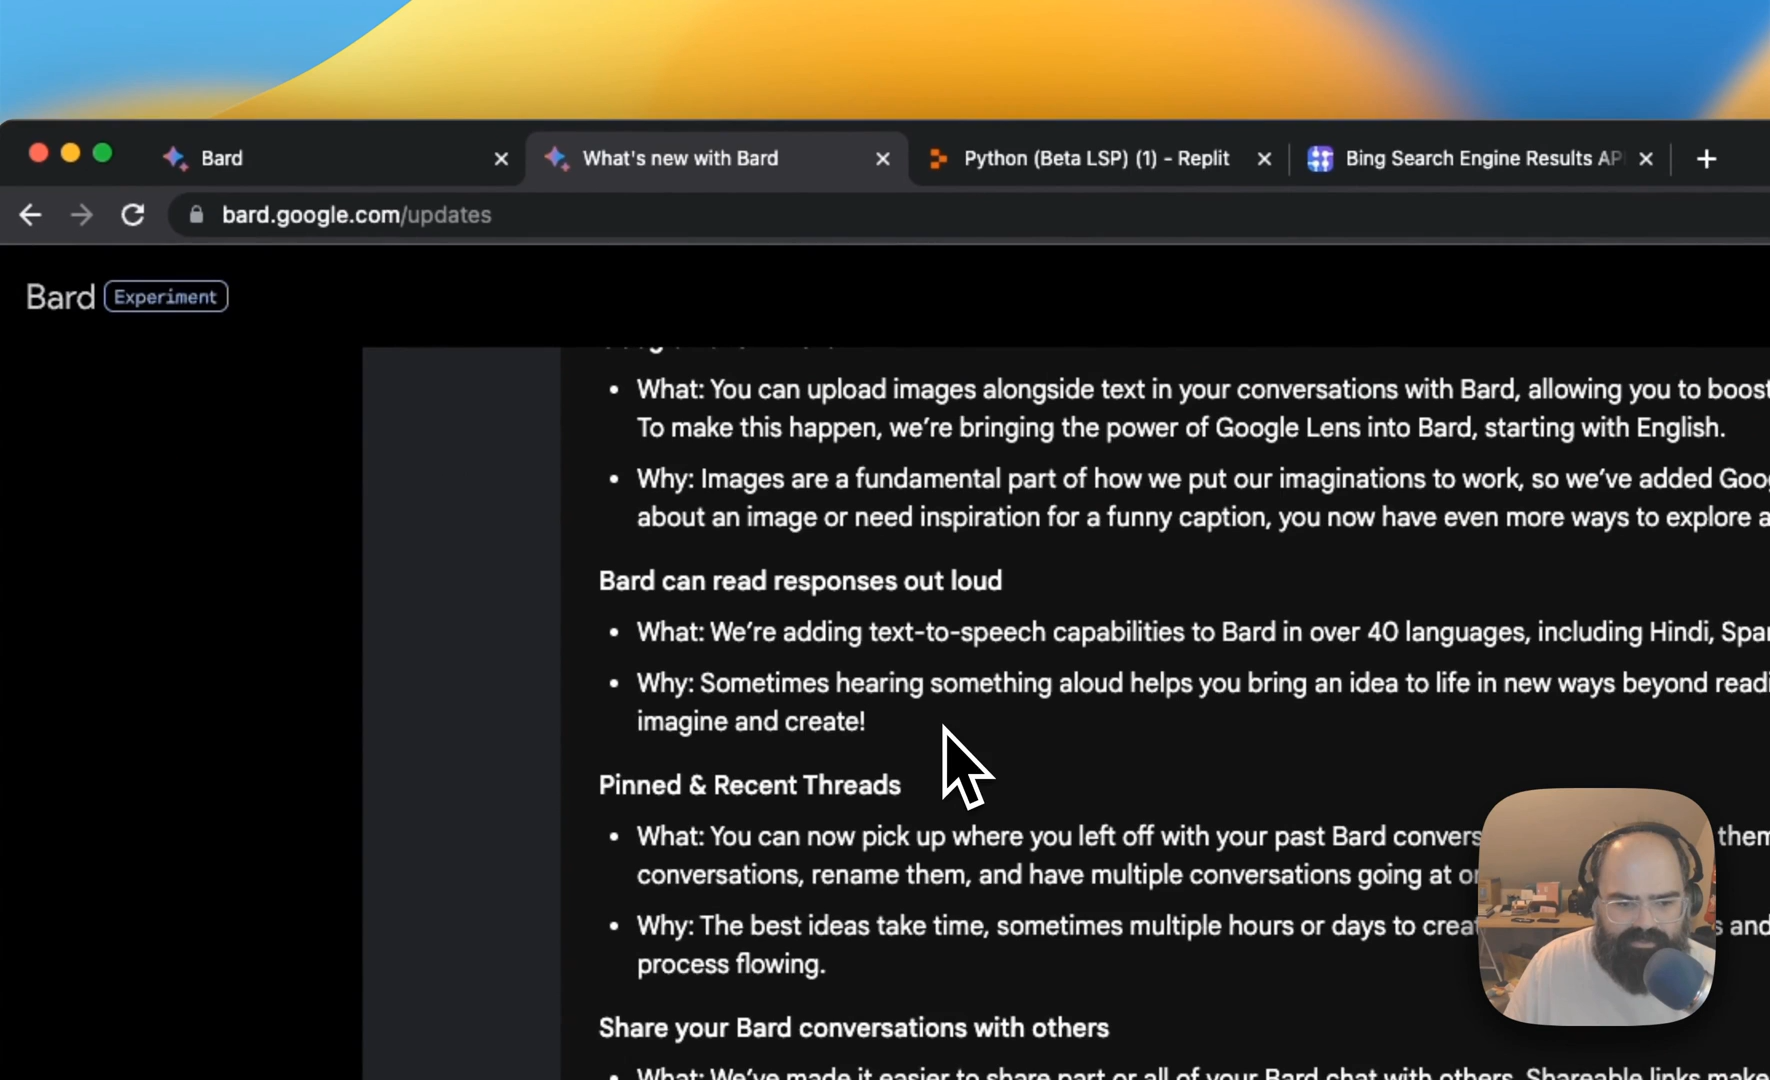 Bard
What's new with Bard
Python (Beta LSP) (1) - Replit
Bing Search Engine Results AP
bard.google.com/updates
Bard Experiment
• What: You can upload images alongside text in your conversations with Bard, allowing you to boost
To make this happen, we’re bringing the power of Google Lens into Bard, starting with English.
• Why: Images are a fundamental part of how we put our imaginations to work, so we’ve added Goo
about an image or need inspiration for a funny caption, you now have even more ways to explore a
Bard can read responses out loud
• What: We’re adding text-to-speech capabilities to Bard in over 40 languages, including Hindi, Spa
• Why: Sometimes hearing something aloud helps you bring an idea to life in new ways beyond readi
imagine and create!
Pinned & Recent Threads
• What: You can now pick up where you left off with your past Bard convers them
conversations, rename them, and have multiple conversations going at o
• Why: The best ideas take time, sometimes multiple hours or days to creat s and
process flowing.
Share your Bard conversations with others
• What: We’ve made it easier to share part or all of your Bard chat with others. Shareable links make